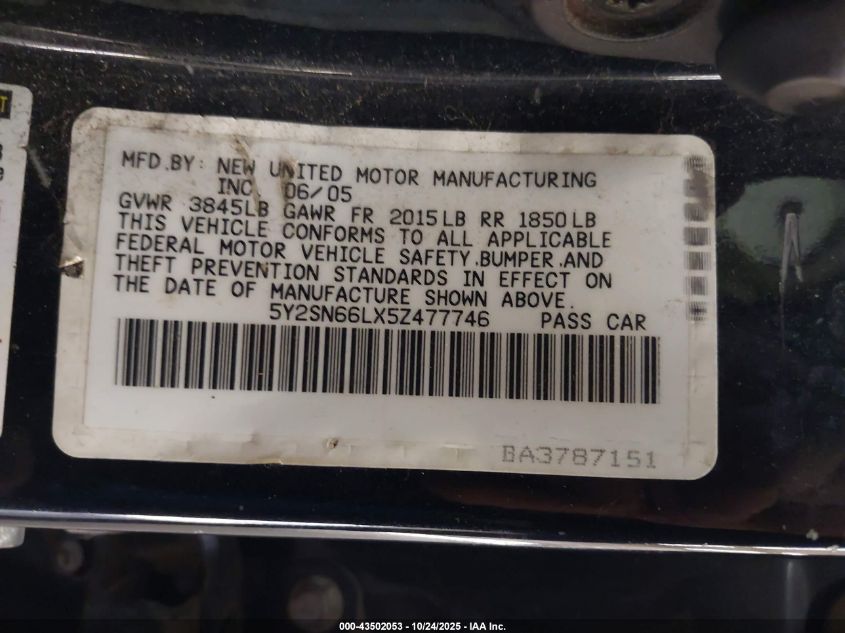 MFD.BY: NEW UNITED MOTOR MANUFACTURING
INC. 06/05
GVWR 3845LB GAWR FR 2015LB RR 1850LB
THIS VEHICLE CONFORMS TO ALL APPLICABLE
FEDERAL MOTOR VEHICLE SAFETY.BUMPER.AND
THEFT PREVENTION STANDARDS IN EFFECT ON
THE DATE OF MANUFACTURE SHOWN ABOVE.
5Y2SN66LX5Z477746 PASS CAR
BA3787151
000-43502053 - 10/24/2025 - IAA Inc.